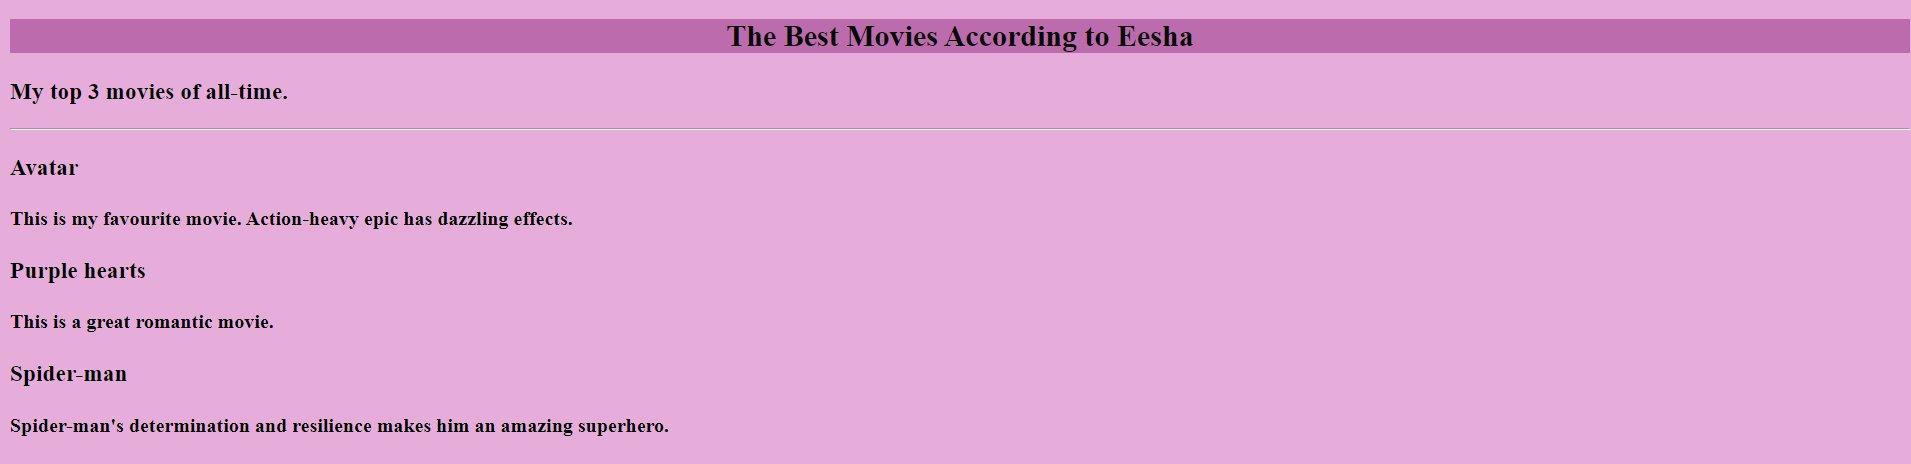 The Best Movies According to Eesha
My top 3 movies of all-time.
Avatar
This is my favourite movie. Action-heavy epic has dazzling effects.
Purple hearts
This is a great romantic movie.
Spider-man
Spider-man's determination and resilience makes him an amazing superhero.